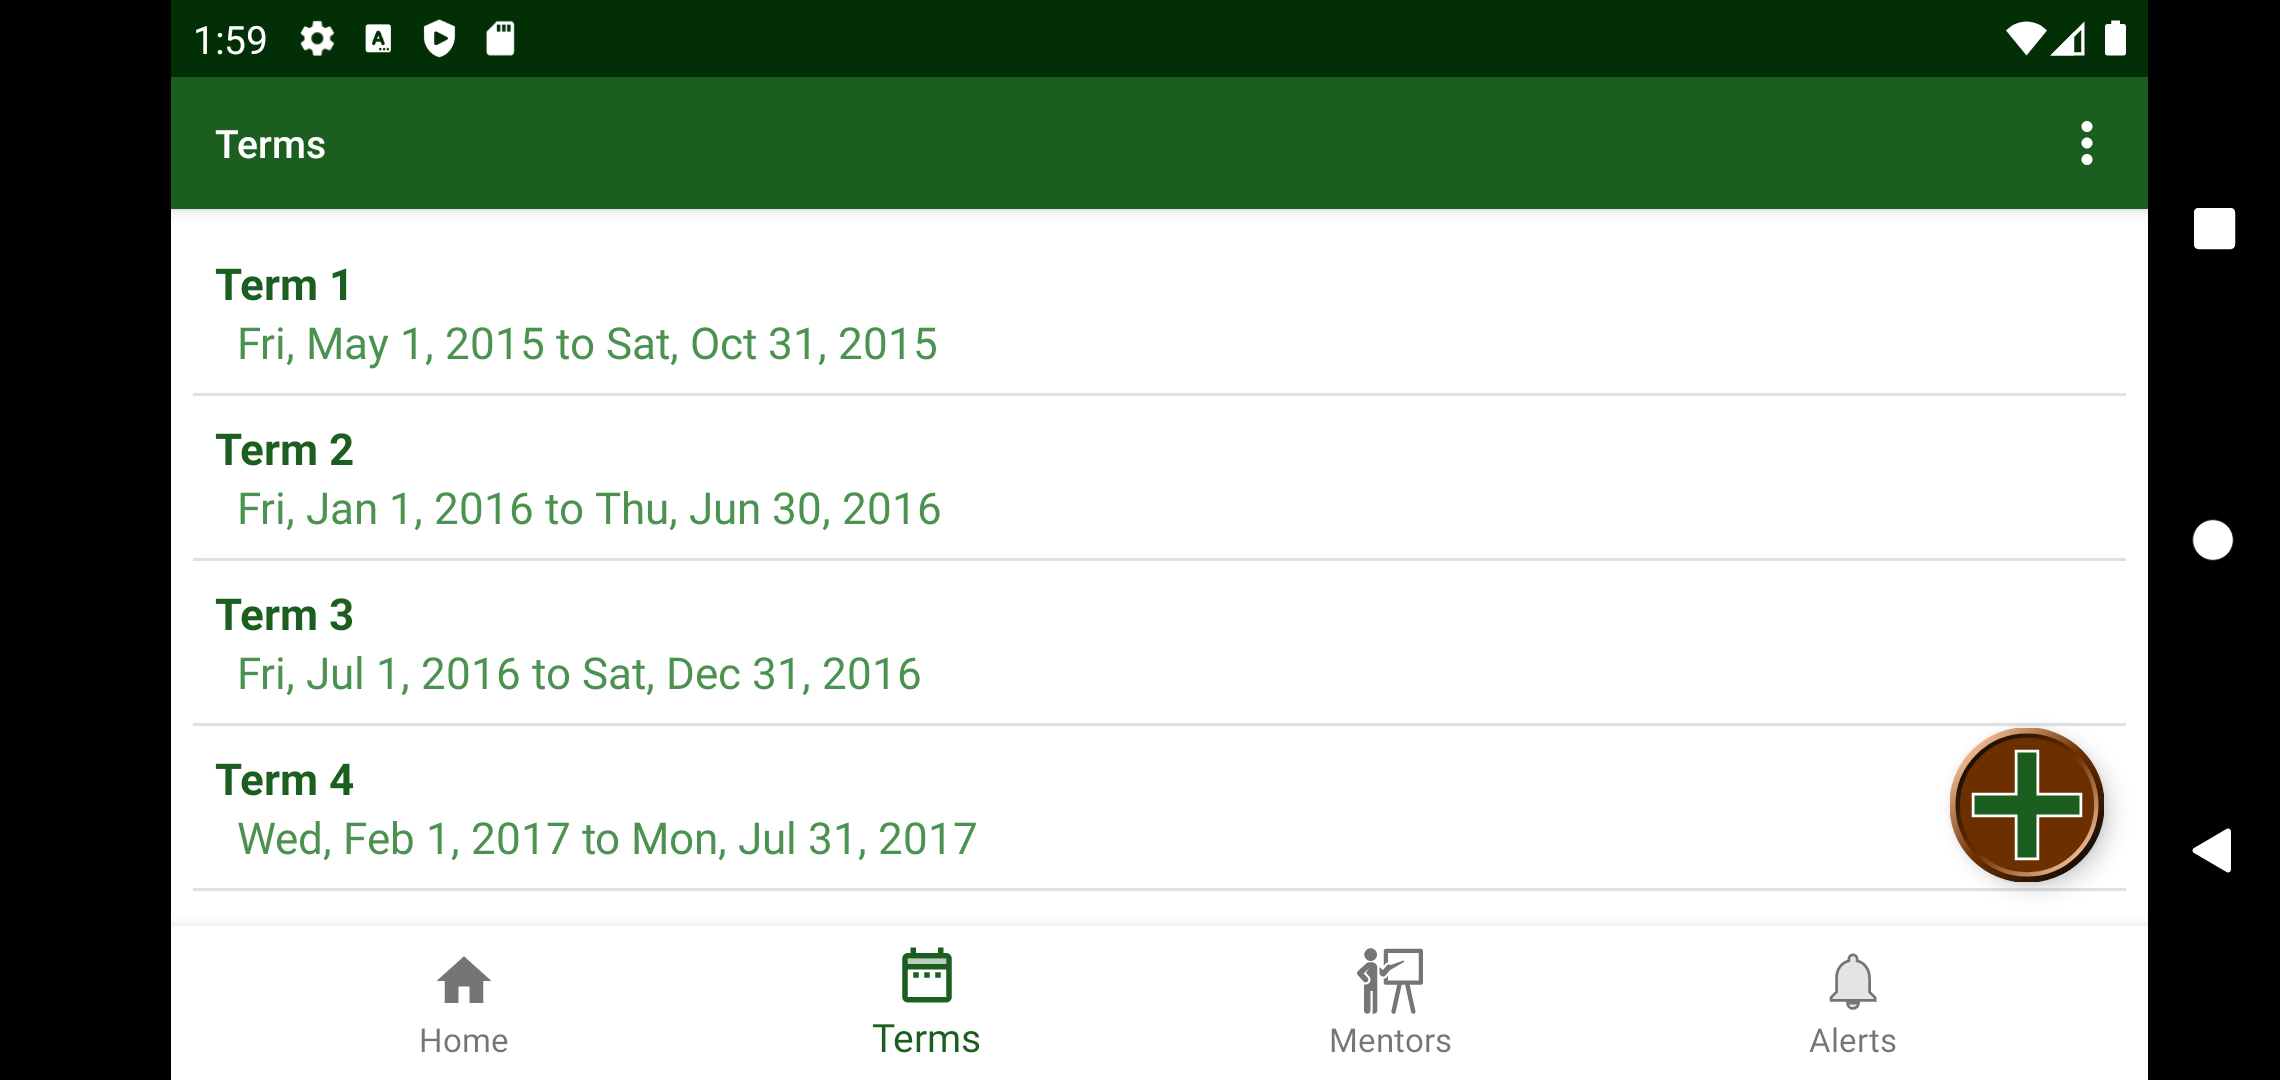 1:59
Terms
Term 1
Fri, May 1, 2015 to Sat, Oct 31, 2015
Term 2
Fri, Jan 1, 2016 to Thu, Jun 30, 2016
Term 3
Fri, Jul 1, 2016 to Sat, Dec 31, 2016
Term 4
Wed, Feb 1, 2017 to Mon, Jul 31, 2017
Home
Terms
Mentors
Alerts